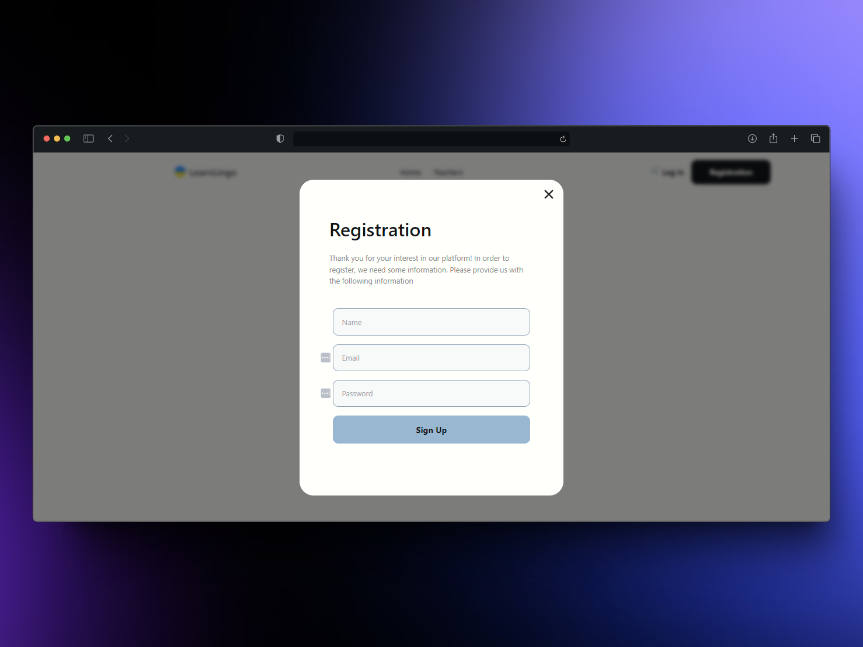 LearnLingo
Home Teachers
Log in Registration
Registration
Thank you for your interest in our platform! In order to
register, we need some information. Please provide us with
the following information
Name
Email
Password
Sign Up